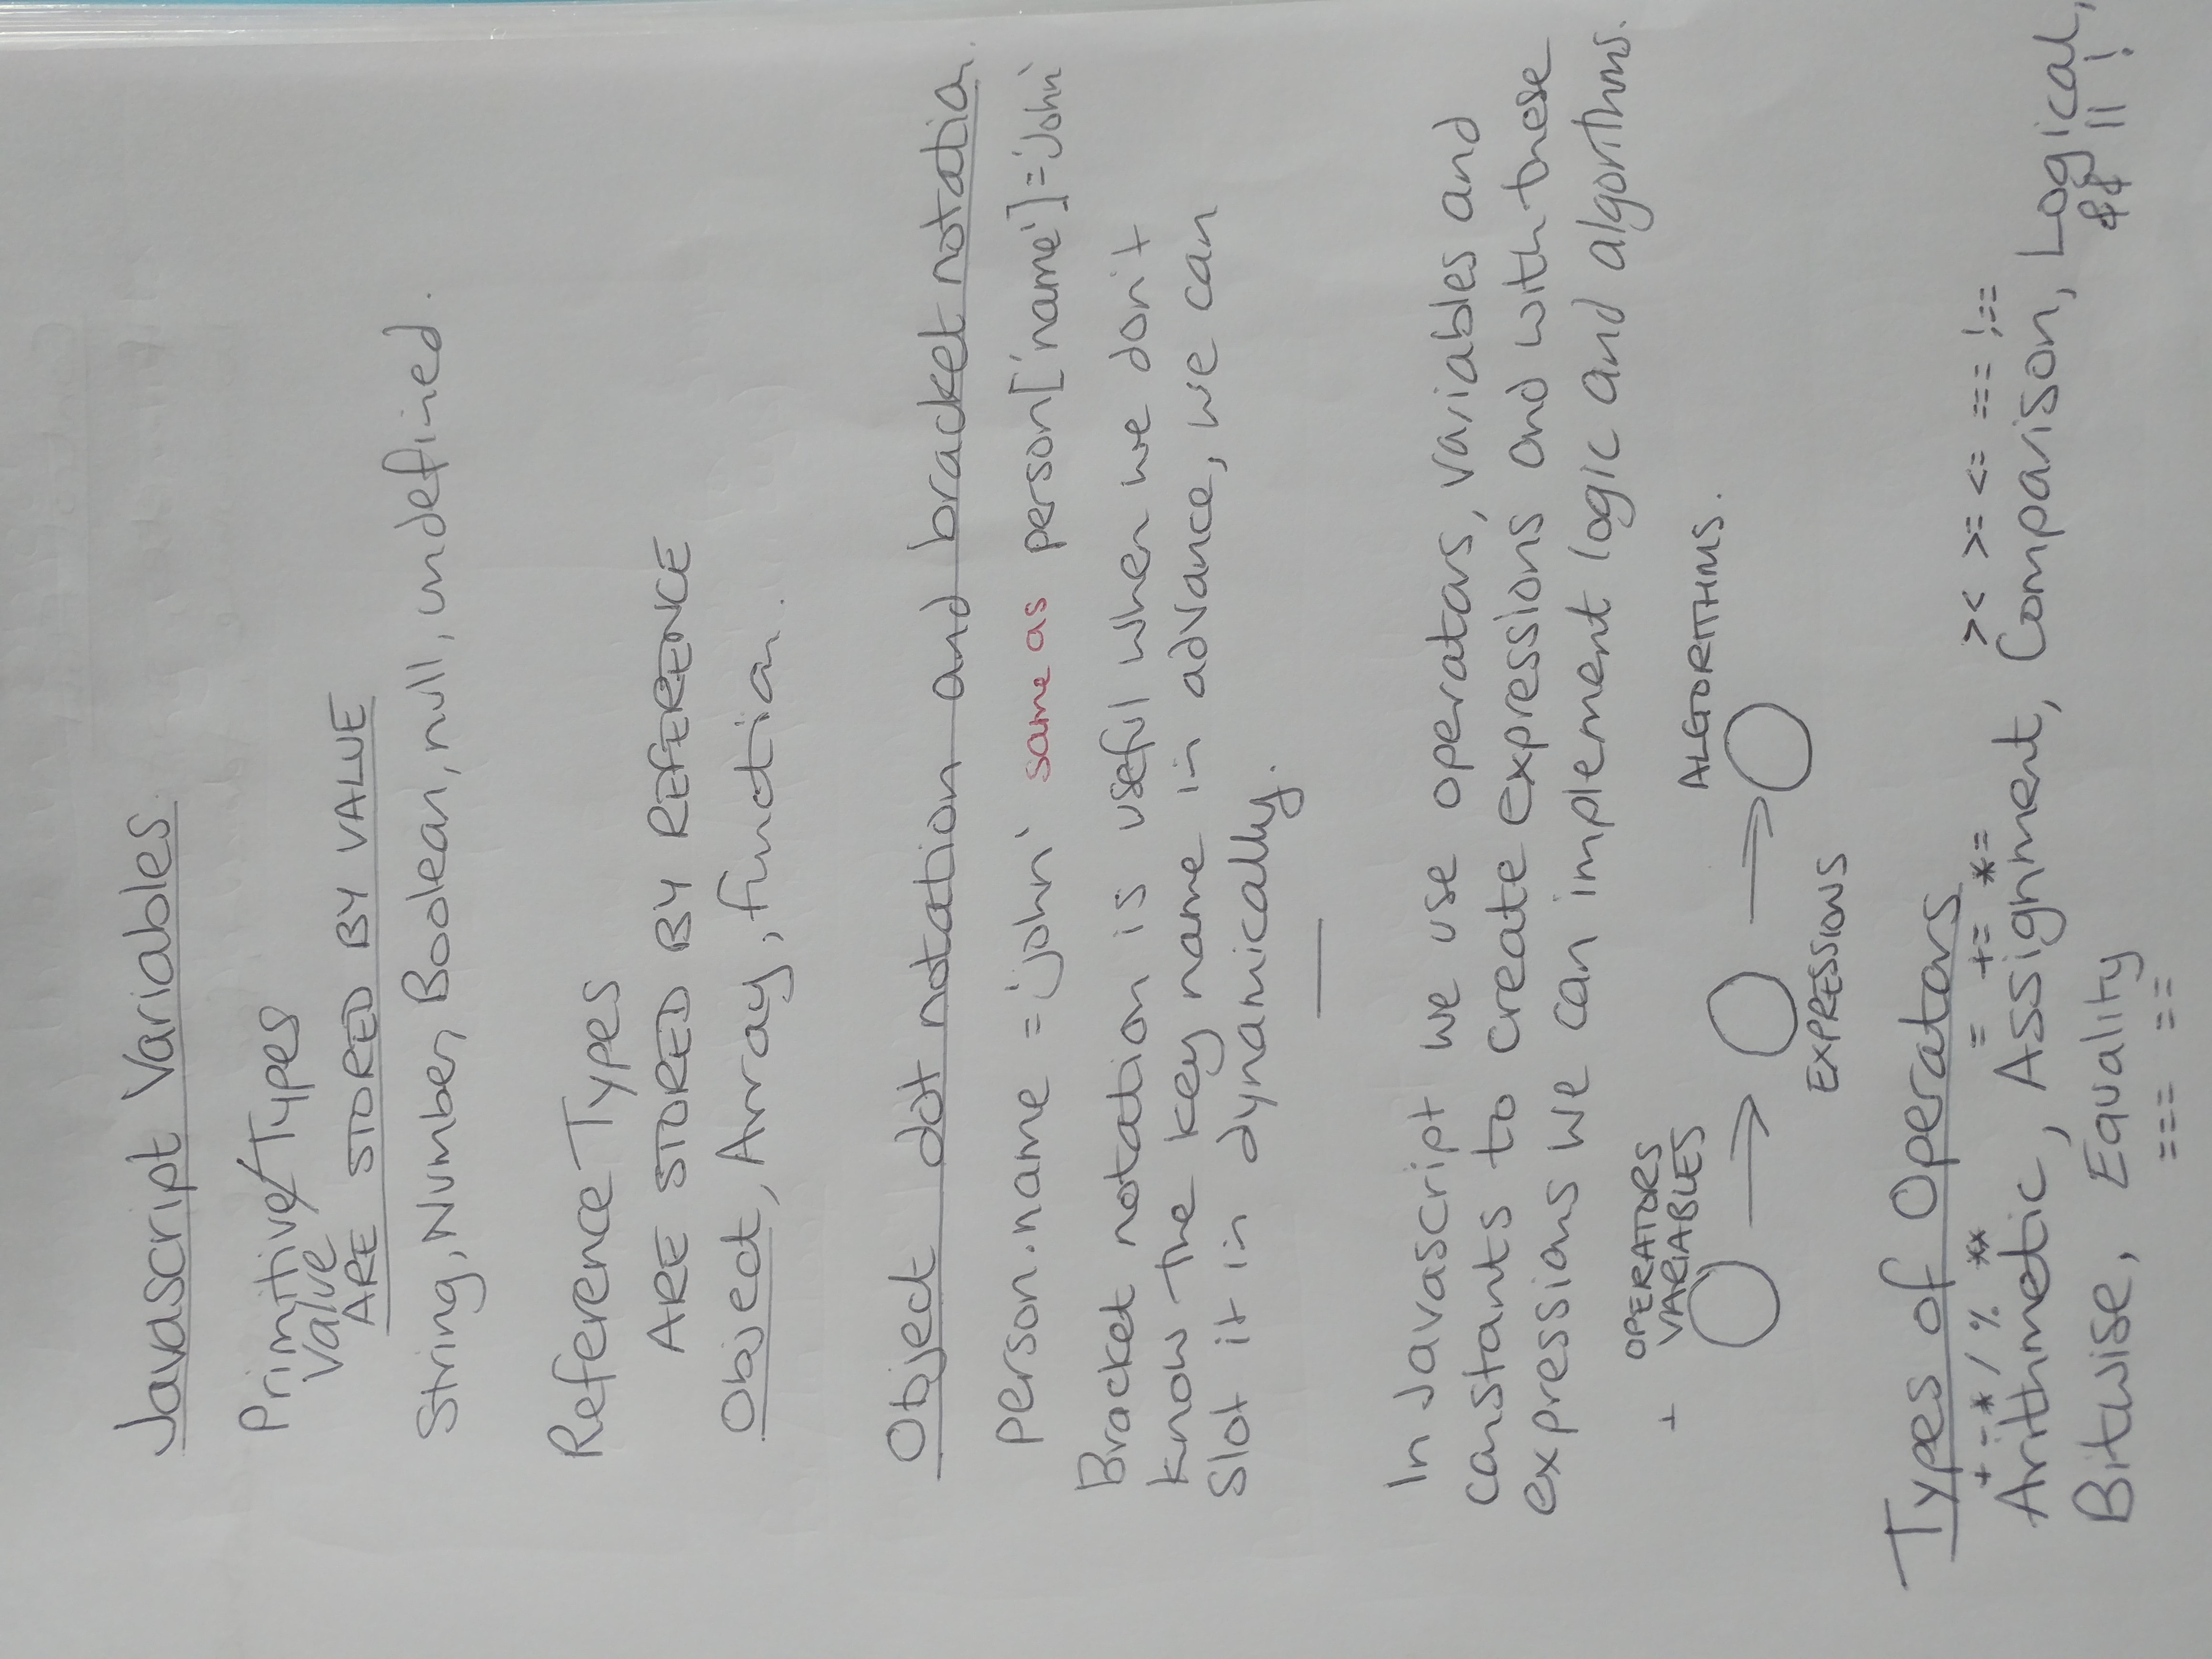 Javascript Variables.
Primitive/Types
Value
ARE STORED BY VALUE
String, Number, Boolean, null, undefined.
Reference Types
ARE STORED BY REFERENCE
Object, Array, function.
Object dot notation and bracket notation.
person.name = 'john' same as person['name']='John'
Bracket notation is useful when we don't
know the key name in advance, we can
slot it in dynamically.
In Javascript we use operators, variables and
constants to create expressions and with these
expressions we can implement logic and algorithms.
OPERATORS
+ VARIABLES
ALGORITHMS.
EXPRESSIONS
Types of Operators
+ - * / % ** = += *= > < >= <= === !==
Arithmetic, Assignment, Comparison, Logical,
&& || !
Bitwise, Equality
=== ==